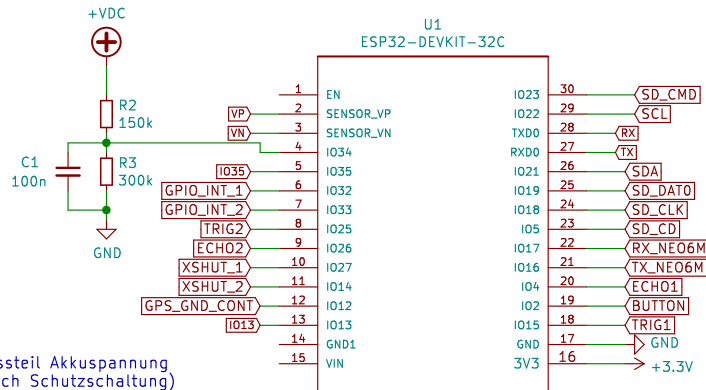 +VDC
R2
150k
C1
100n
R3
300k
GND
U1
ESP32-DEVKIT-32C
1 EN
VP 2 SENSOR_VP
VN 3 SENSOR_VN
4 IO34
IO35 5 IO35
GPIO_INT_1 6 IO32
GPIO_INT_2 7 IO33
TRIG2 8 IO25
ECHO2 9 IO26
XSHUT_1 10 IO27
XSHUT_2 11 IO14
GPS_GND_CONT 12 IO12
IO13 13 IO13
14 GND1
15 VIN
IO23 30 SD_CMD
IO22 29 SCL
TXD0 28 RX
RXD0 27 TX
IO21 26 SDA
IO19 25 SD_DAT0
IO18 24 SD_CLK
IO5 23 SD_CD
IO17 22 RX_NEO6M
IO16 21 TX_NEO6M
IO4 20 ECHO1
IO2 19 BUTTON
IO15 18 TRIG1
GND 17 GND
3V3 16 +3.3V
ssteil Akkuspannung
ch Schutzschaltung)